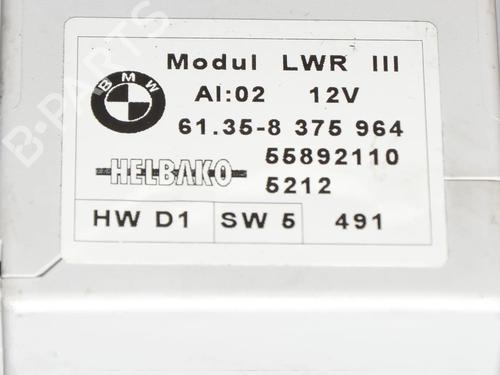 B-PARTS
BMW
Modul LWR III
AI:02 12V
61.35-8 375 964
55892110
HELBAKO
5212
HW D1 SW 5 491